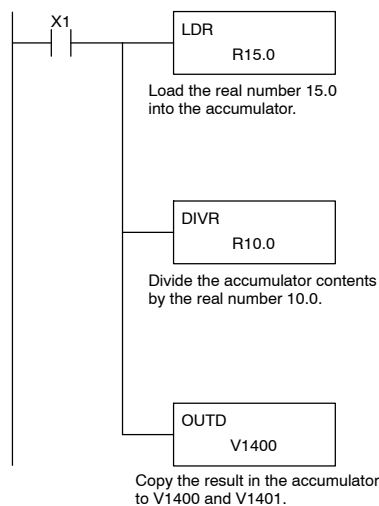 X1
LDR
R15.0
Load the real number 15.0
into the accumulator.
DIVR
R10.0
Divide the accumulator contents
by the real number 10.0.
OUTD
V1400
Copy the result in the accumulator
to V1400 and V1401.